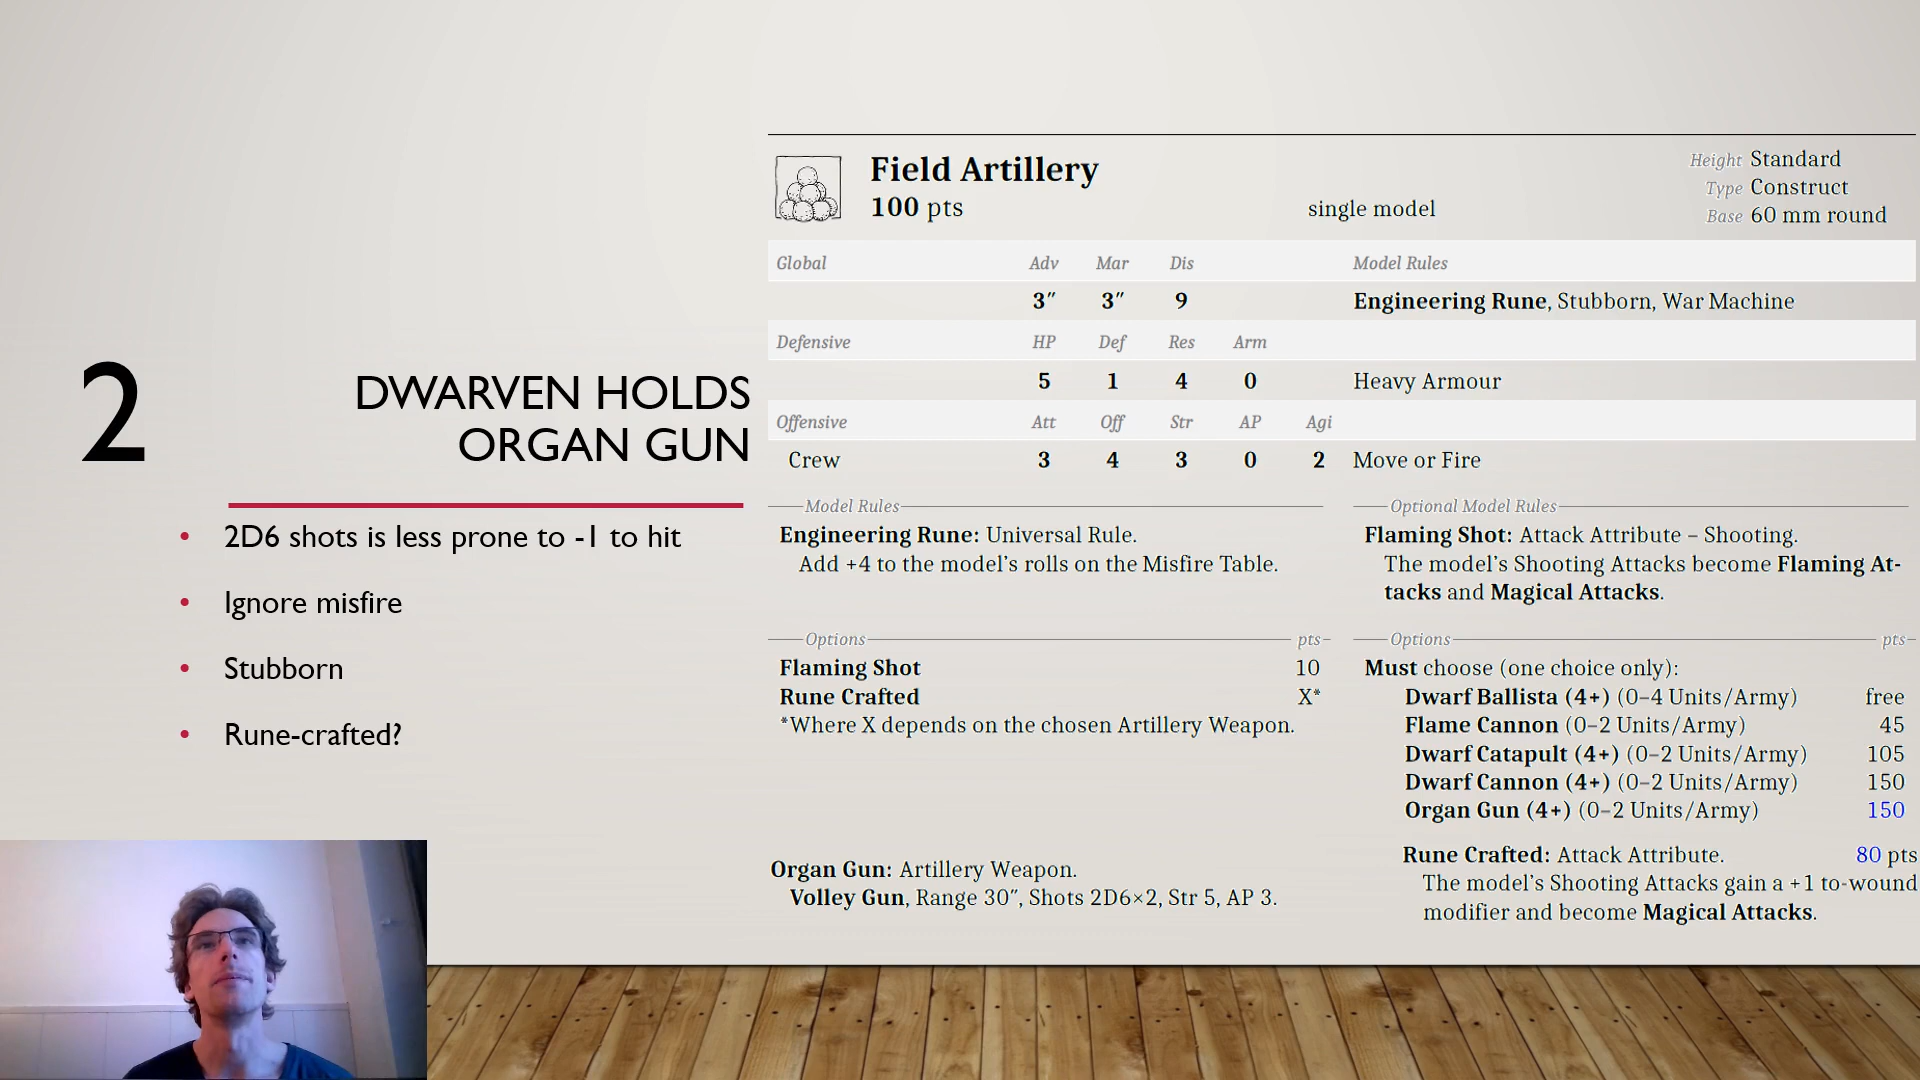 2
DWARVEN HOLDS
ORGAN GUN
• 2D6 shots is less prone to -1 to hit
• Ignore misfire
• Stubborn
• Rune-crafted?
Field Artillery
100 pts
single model
Height Standard
Type Construct
Base 60 mm round
Global Adv Mar Dis Model Rules
3″ 3″ 9 Engineering Rune, Stubborn, War Machine
Defensive HP Def Res Arm
5 1 4 0 Heavy Armour
Offensive Att Off Str AP Agi
Crew 3 4 3 0 2 Move or Fire
Model Rules
Engineering Rune: Universal Rule.
Add +4 to the model's rolls on the Misfire Table.
Optional Model Rules
Flaming Shot: Attack Attribute – Shooting.
The model's Shooting Attacks become Flaming At-
tacks and Magical Attacks.
Options pts
Flaming Shot 10
Rune Crafted X*
*Where X depends on the chosen Artillery Weapon.
Options pts
Must choose (one choice only):
Dwarf Ballista (4+) (0–4 Units/Army) free
Flame Cannon (0–2 Units/Army) 45
Dwarf Catapult (4+) (0–2 Units/Army) 105
Dwarf Cannon (4+) (0–2 Units/Army) 150
Organ Gun (4+) (0–2 Units/Army) 150
Organ Gun: Artillery Weapon.
Volley Gun, Range 30″, Shots 2D6×2, Str 5, AP 3.
Rune Crafted: Attack Attribute. 80 pts
The model's Shooting Attacks gain a +1 to-wound
modifier and become Magical Attacks.